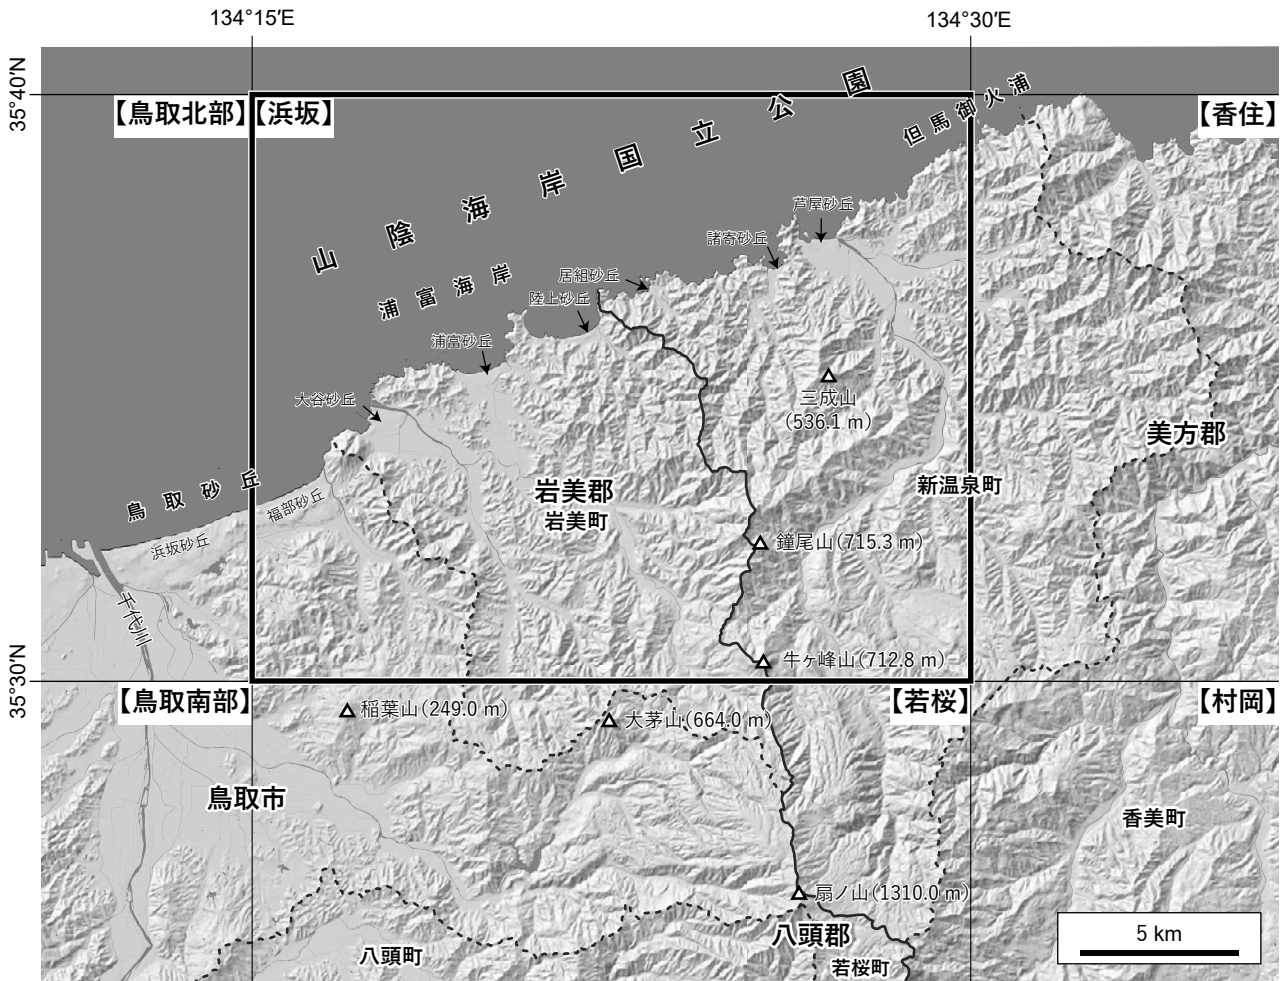 134°15′E
134°30′E
35°40′N
【鳥取北部】
【浜坂】
【香住】
山陰海岸国立公園
但馬御火浦
芦屋砂丘
諸寄砂丘
居組砂丘
陸上砂丘
浦富海岸
浦富砂丘
大谷砂丘
三成山
(536.1 m)
美方郡
鳥取砂丘
福部砂丘
浜坂砂丘
岩美郡
岩美町
新温泉町
鐘尾山(715.3 m)
千代川
牛ヶ峰山(712.8 m)
35°30′N
【鳥取南部】
【若桜】
【村岡】
稲葉山(249.0 m)
大茅山(664.0 m)
鳥取市
香美町
扇ノ山(1310.0 m)
八頭郡
八頭町
若桜町
5 km